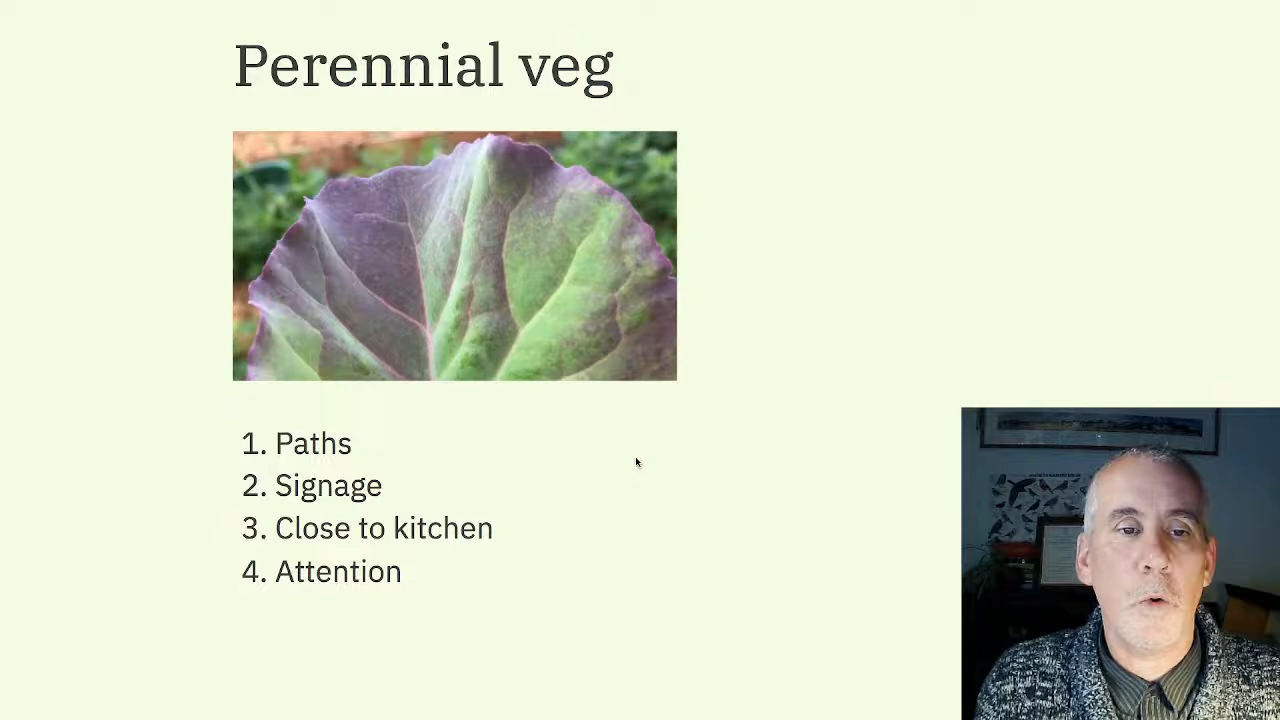 Perennial veg
1. Paths
2. Signage
3. Close to kitchen
4. Attention